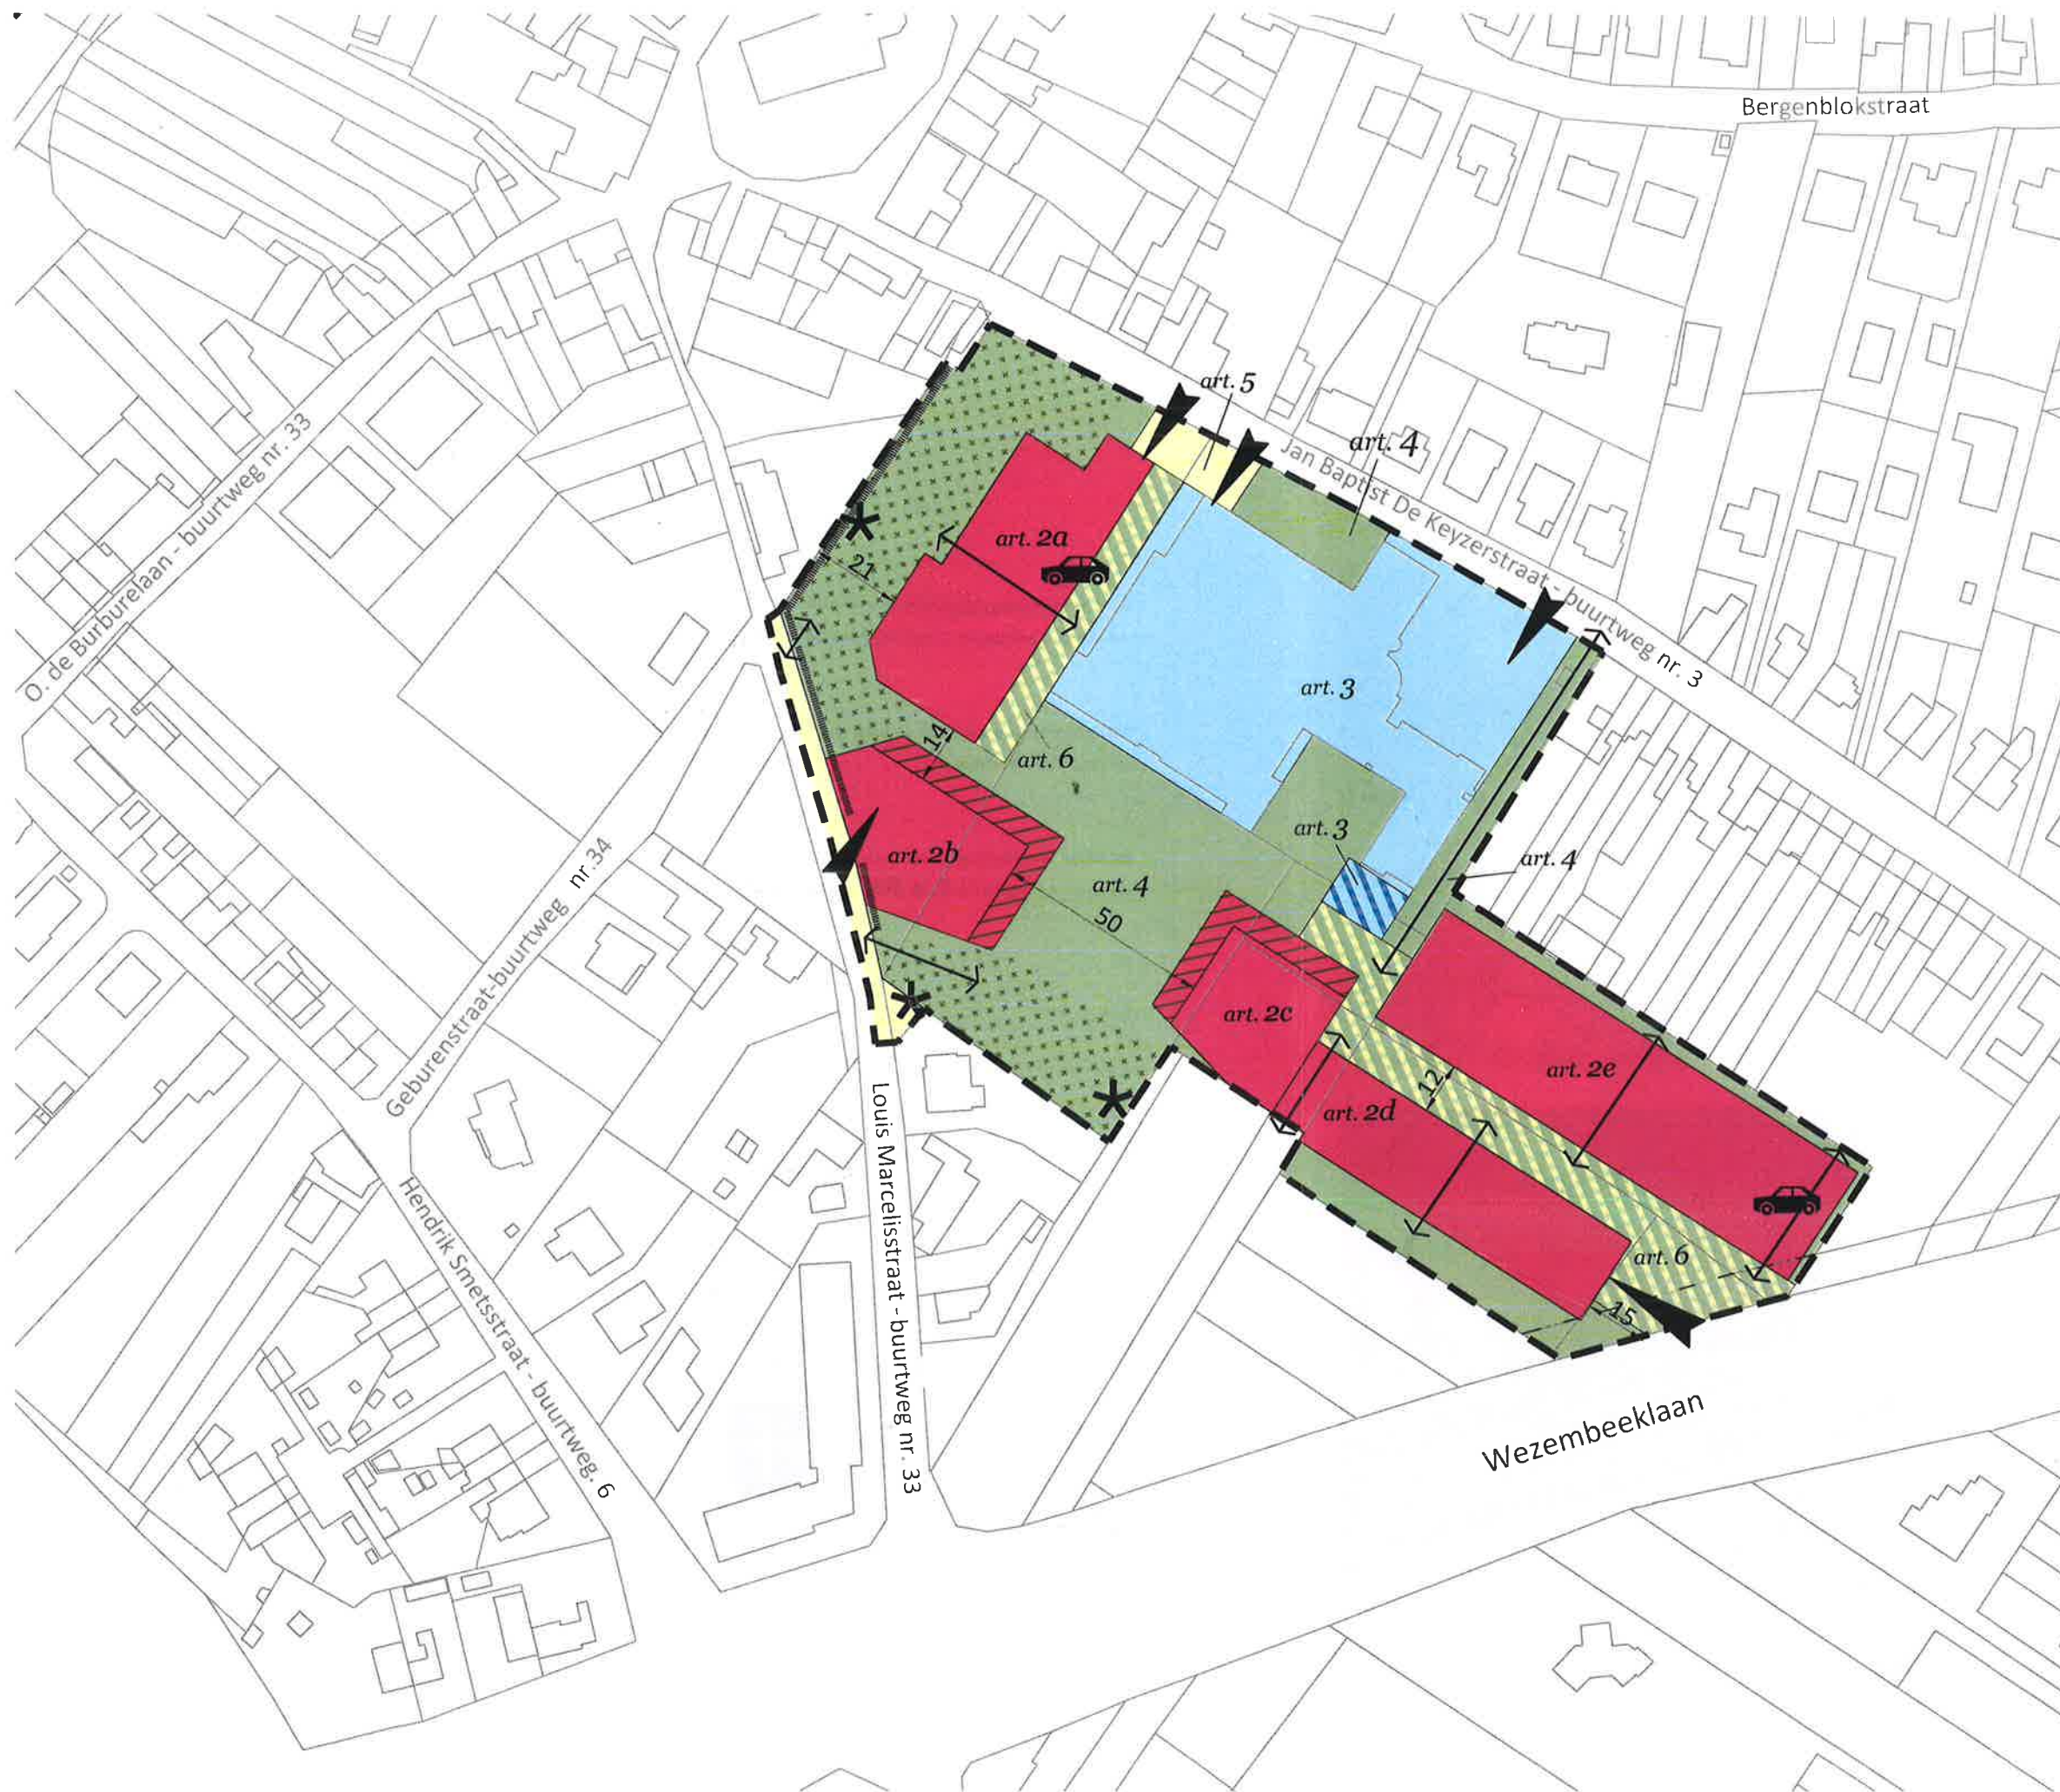 Bergenblokstraat
art. 5
art. 4
Jan Baptist De Keyzerstraat - buurtweg nr. 3
O. de Burburelaan - buurtweg nr. 33
art. 2a
21
art. 3
14
art. 6
art. 3
art. 2b
art. 4
art. 4
50
Geburenstraat-buurtweg nr.34
art. 2c
art. 2e
12
art. 2d
Louis Marcelisstraat - buurtweg nr. 33
Hendrik Smetsstraat - buurtweg. 6
art. 6
15
Wezembeeklaan